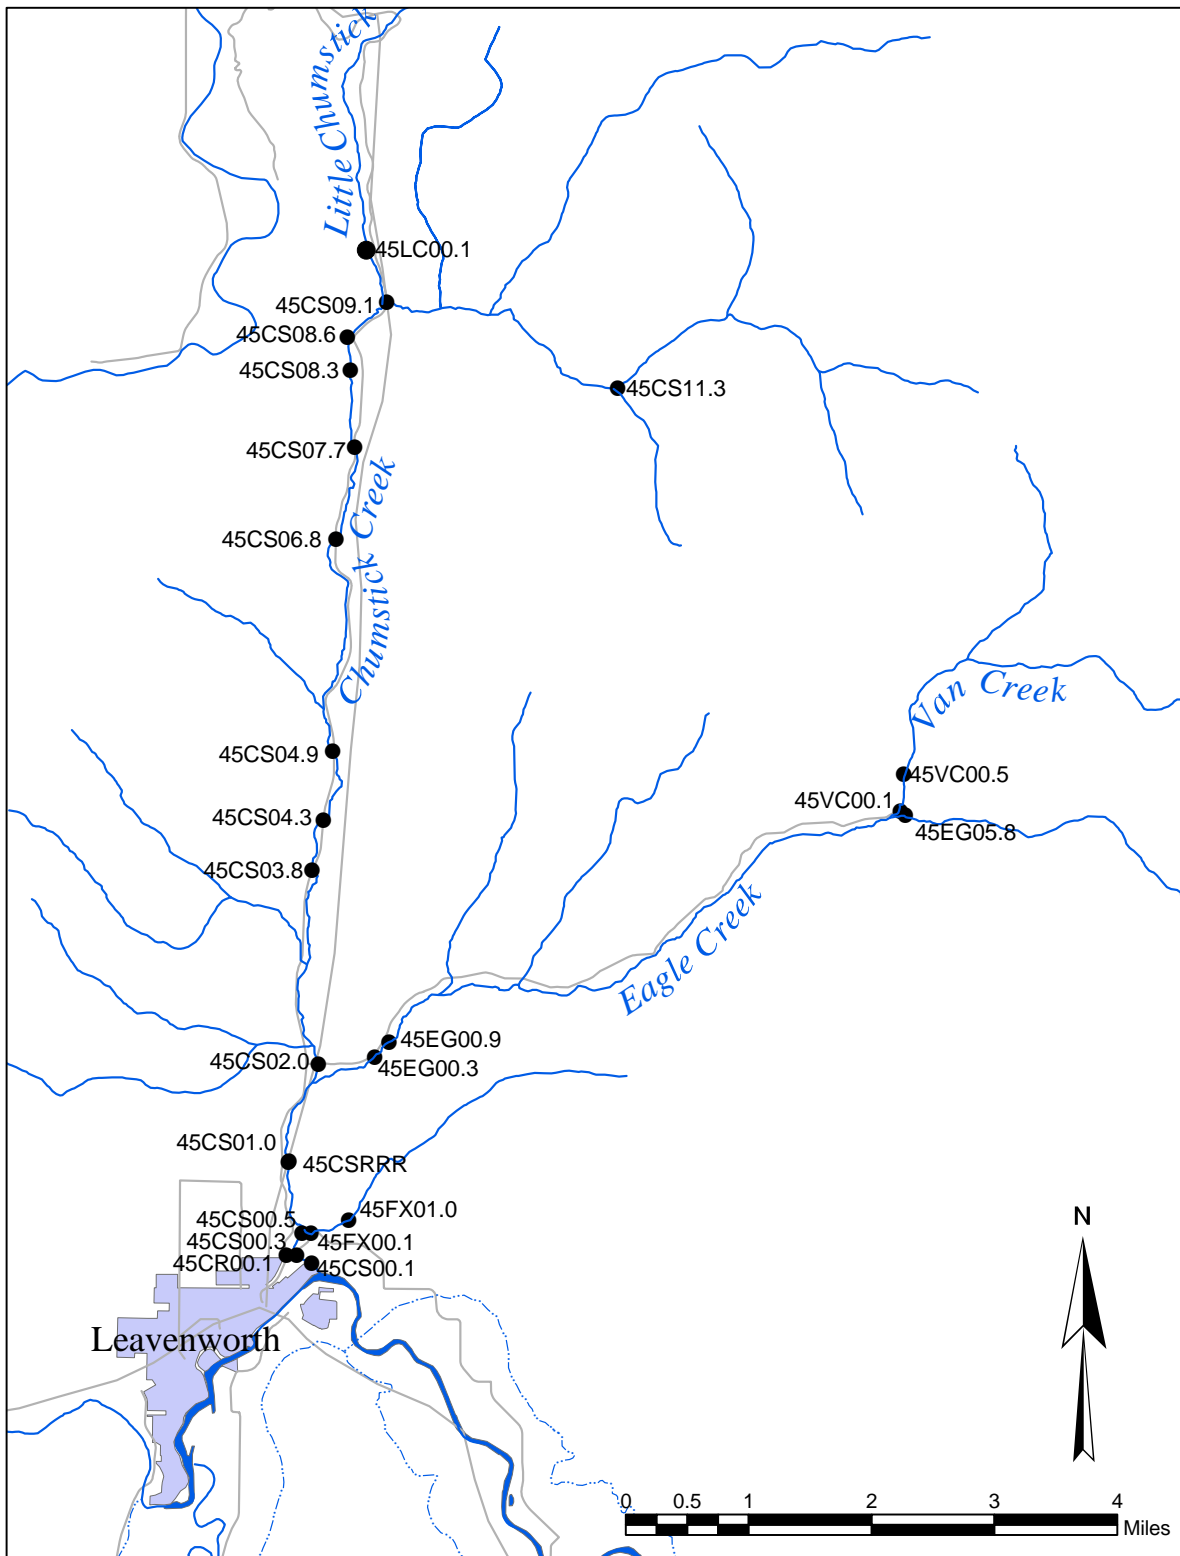 Little Chumstick
45LC00.1
45CS09.1
45CS08.6
45CS08.3
45CS11.3
45CS07.7
Chumstick Creek
45CS06.8
Van Creek
45CS04.9
45VC00.5
45VC00.1
45CS04.3
45EG05.8
45CS03.8
Eagle Creek
45EG00.9
45CS02.0
45EG00.3
45CS01.0
45CSRRR
45FX01.0
45CS00.5
45CS00.3
45FX00.1
45CR00.1
45CS00.1
N
Leavenworth
0 0.5 1 2 3 4
Miles